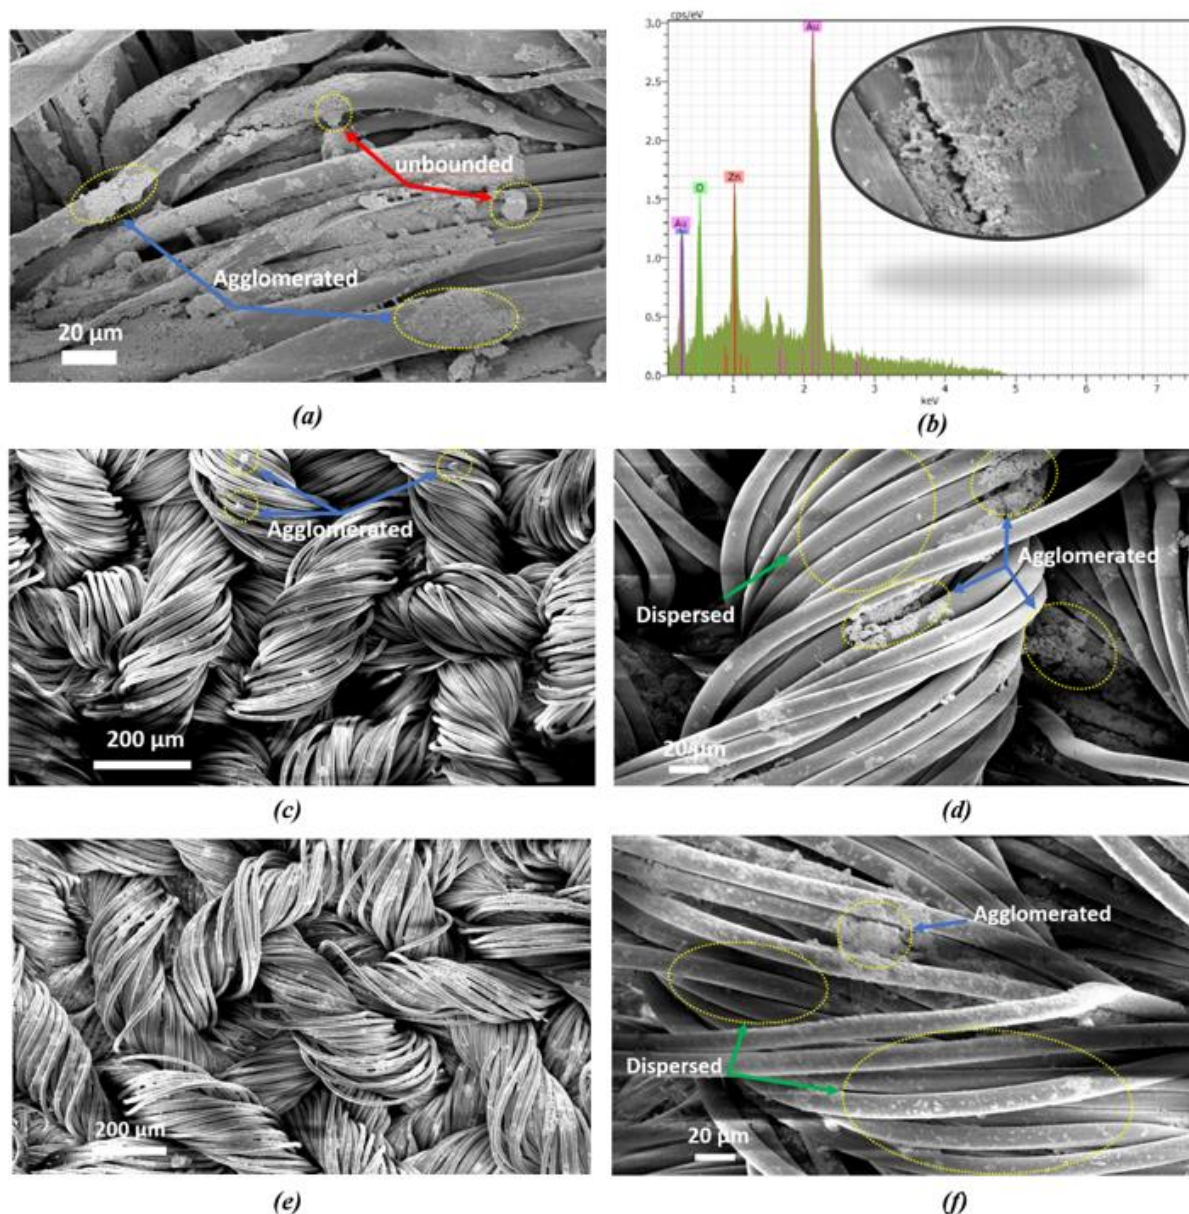 unbounded
Agglomerated
20 μm
(a)
cps/eV
3.0
2.5
2.0
1.5
1.0
0.5
0.0
Au
Zn
O
Au
1 2 3 4 5 6 7
keV
(b)
Agglomerated
200 μm
(c)
Agglomerated
Dispersed
20 μm
(d)
200 μm
(e)
Agglomerated
Dispersed
20 μm
(f)